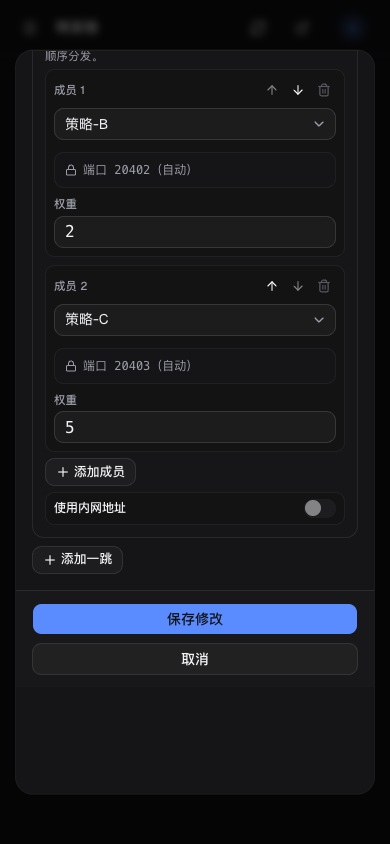 顺序分发。
成员 1
策略-B
端口 20402 (自动)
权重
2
成员 2
策略-C
端口 20403 (自动)
权重
5
添加成员
使用内网地址
添加一跳
保存修改
取消